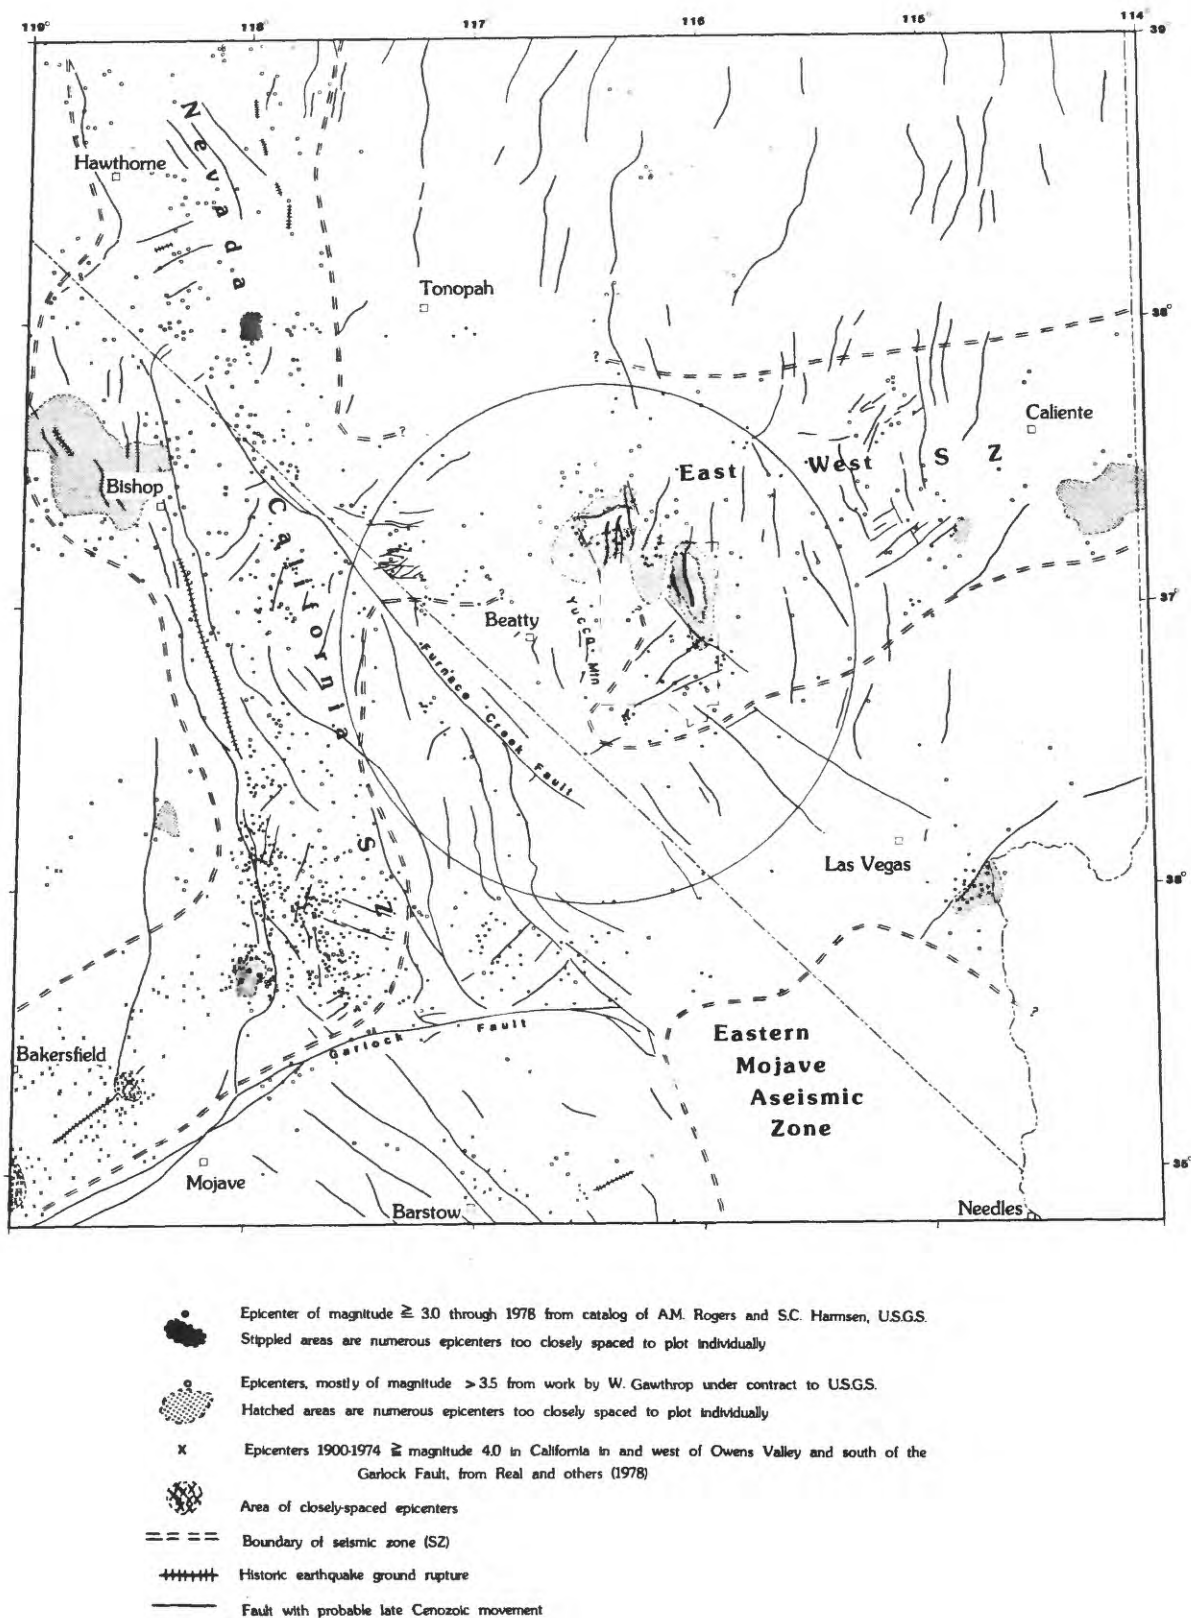 119° 118° 117 116 115 114
39
Nevada
Hawthorne
Tonopah
38°
?
?
Caliente
East West S Z
Bishop
California S Z
37
Beatty
Yucca Mtn
Furnace Creek Fault
Las Vegas
38°
?
Bakersfield
Garlock Fault
Eastern
Mojave
Aseismic
Zone
35°
Mojave
Barstow
Needles
Epicenter of magnitude ≧ 3.0 through 1978 from catalog of A.M. Rogers and S.C. Harmsen, U.S.G.S.
Stippled areas are numerous epicenters too closely spaced to plot individually
Epicenters, mostly of magnitude > 3.5 from work by W. Gawthrop under contract to U.S.G.S.
Hatched areas are numerous epicenters too closely spaced to plot individually
x Epicenters 1900-1974 ≧ magnitude 4.0 in California in and west of Owens Valley and south of the
Garlock Fault, from Real and others (1978)
Area of closely-spaced epicenters
Boundary of seismic zone (SZ)
Historic earthquake ground rupture
Fault with probable late Cenozoic movement